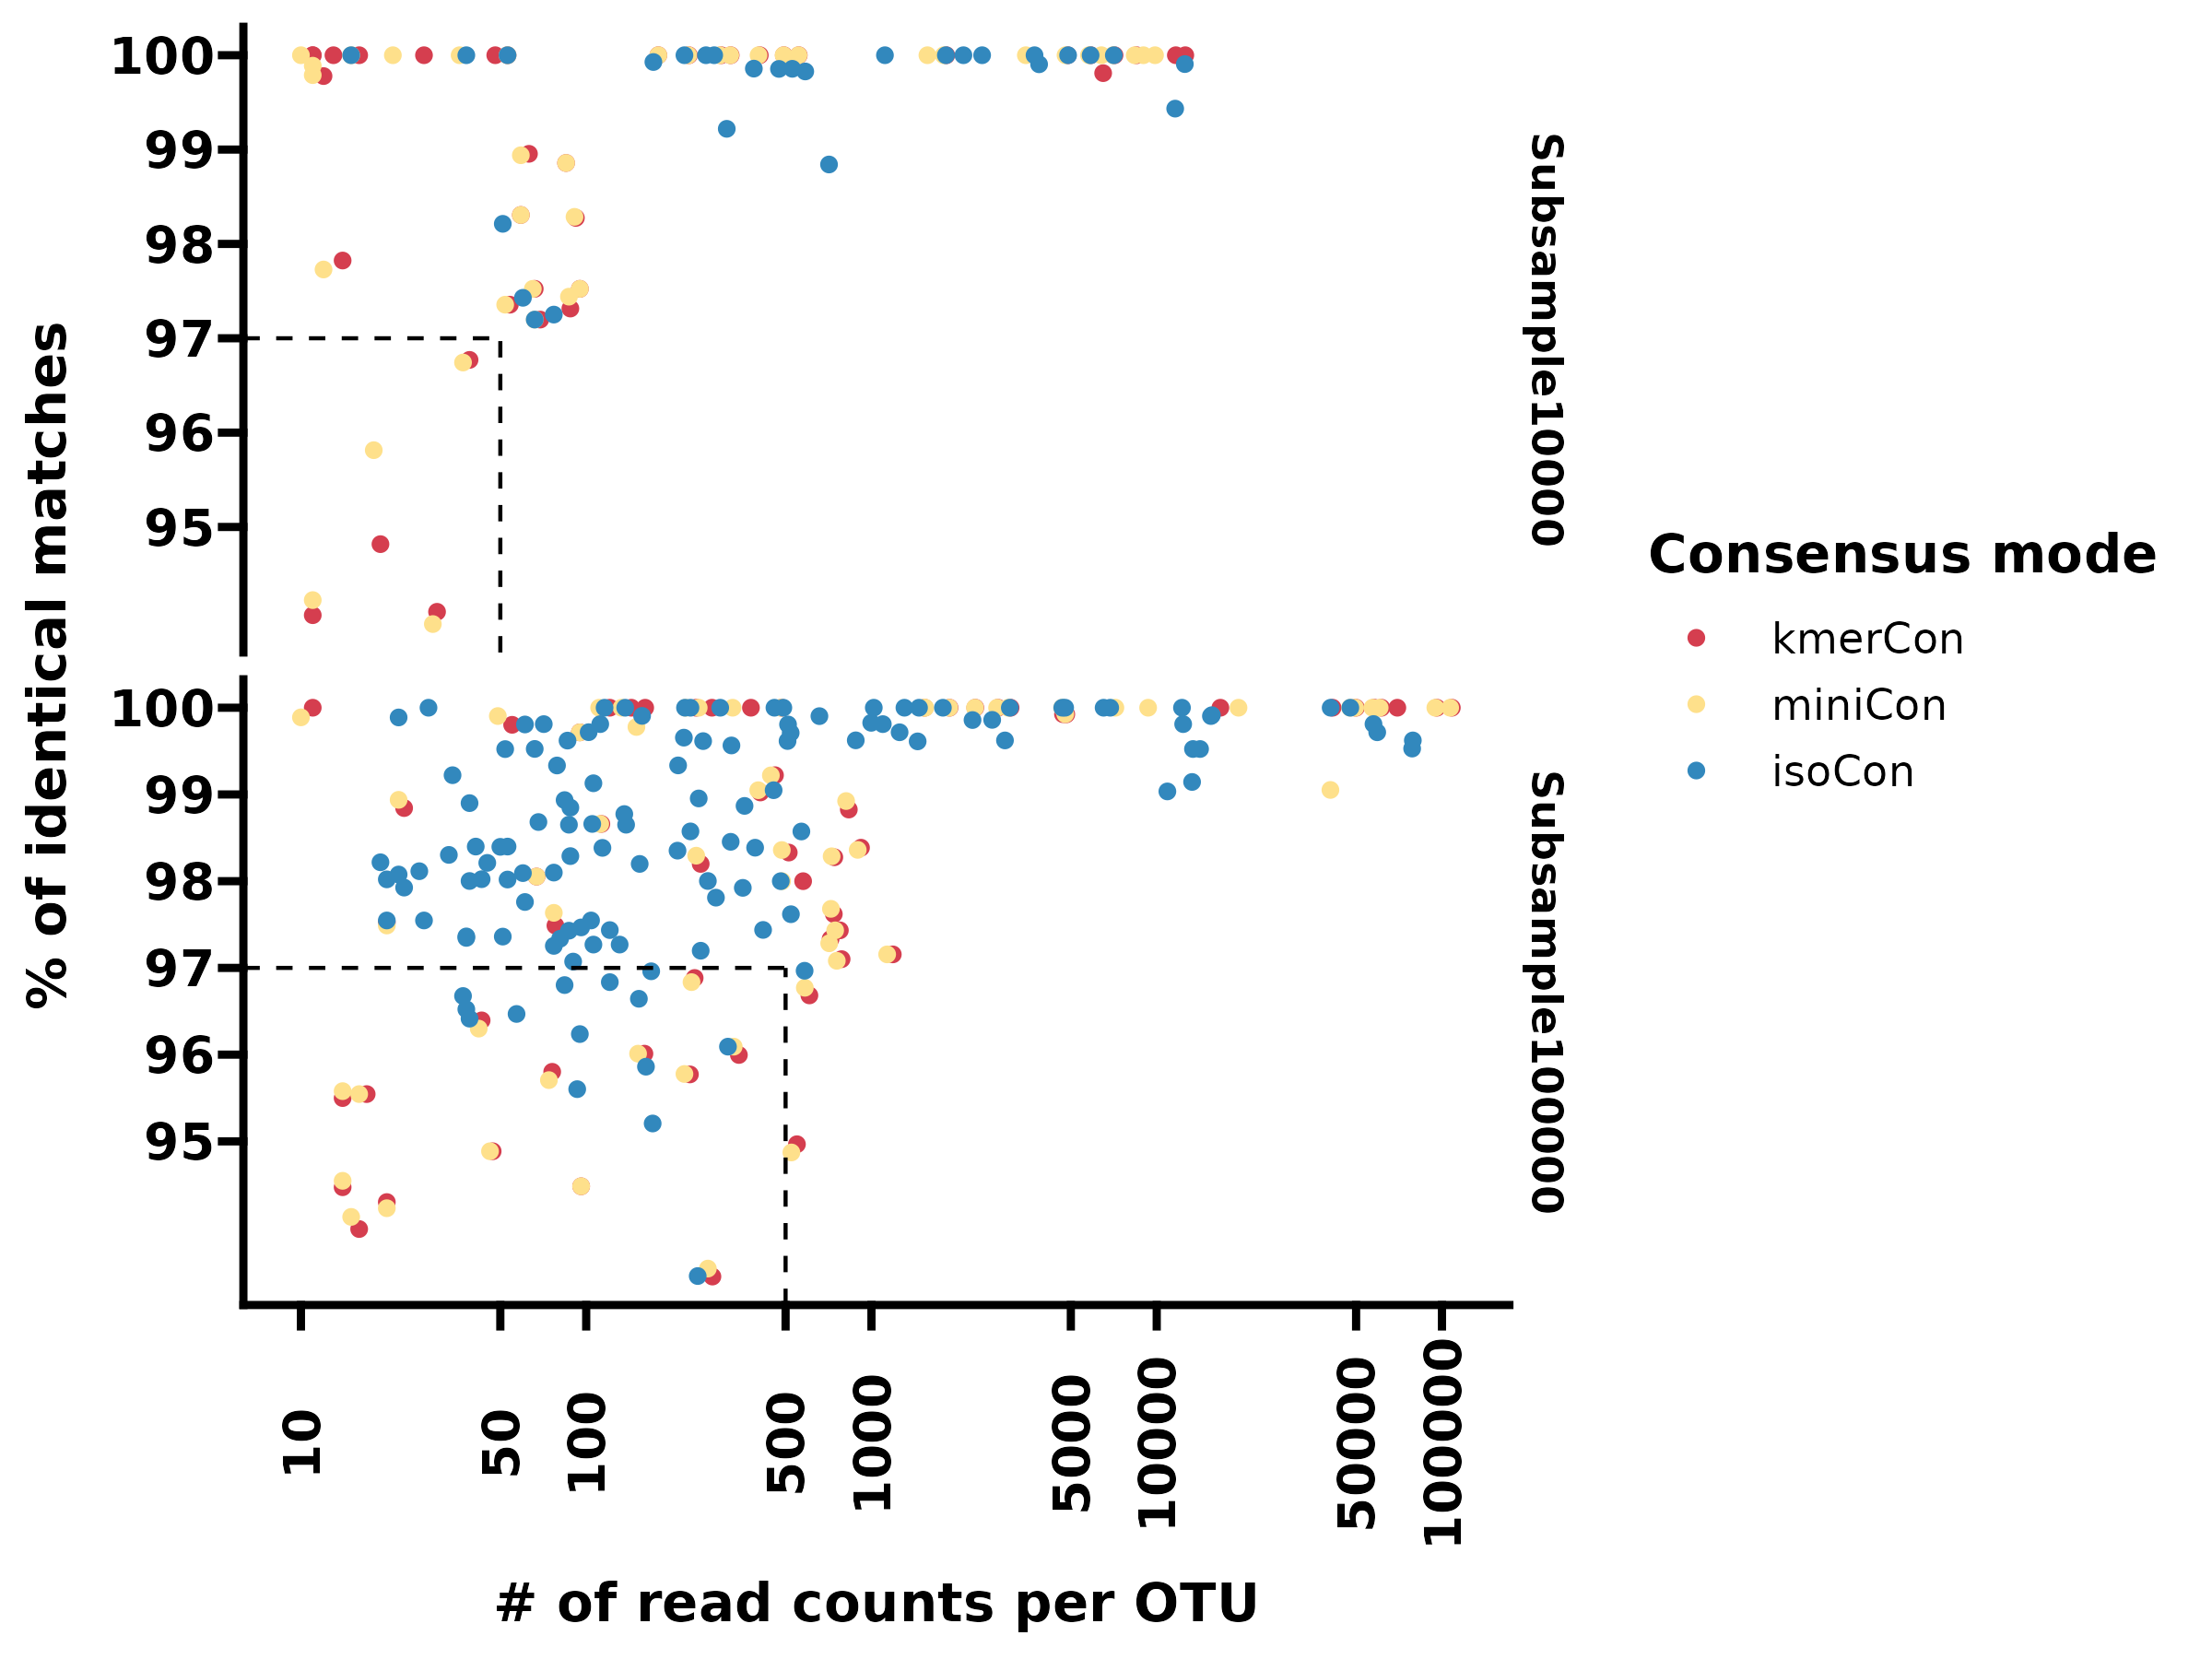 100
99
98
97
96
95
Subsample10000
100
99
98
97
96
95
Subsample100000
% of identical matches
10
50
100
500
1000
5000
10000
50000
100000
# of read counts per OTU
Consensus mode
kmerCon
miniCon
isoCon